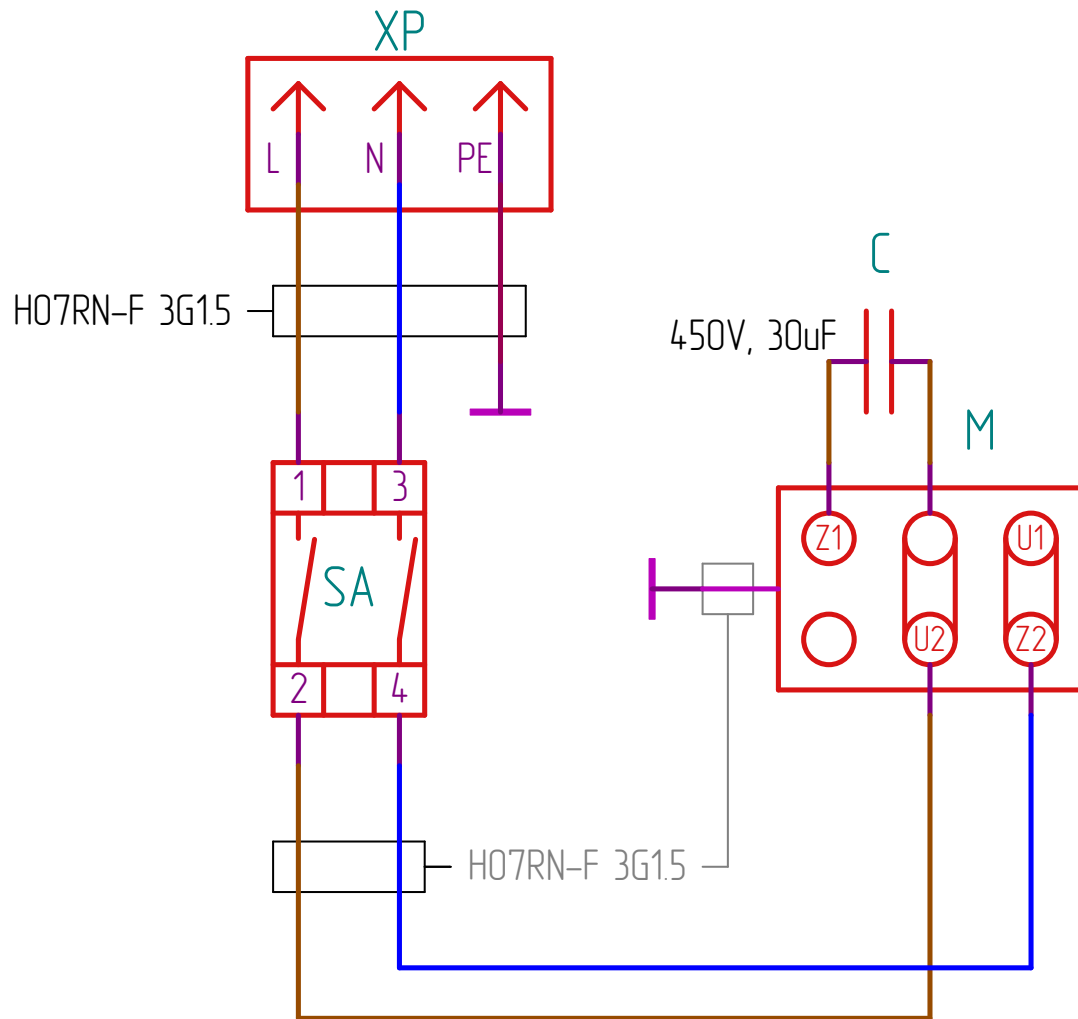 XP
L N PE
H07RN-F 3G1.5
C
450V, 30uF
M
1 3
Z1 U1
SA
U2 Z2
2 4
H07RN-F 3G1.5